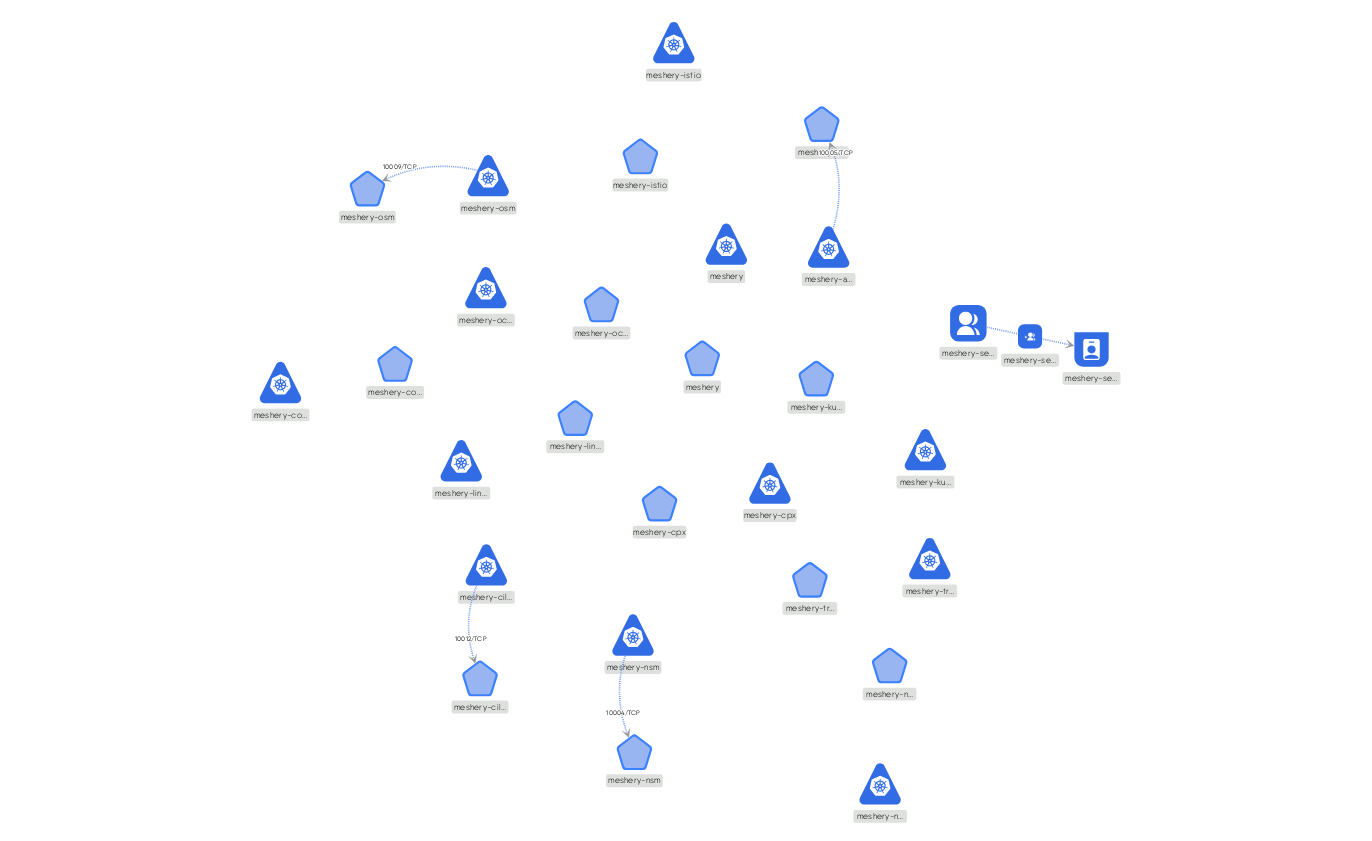 meshery-istio
10005/TCP
10009/TCP
meshery-istio
meshery-osm
meshery-osm
meshery
meshery-a...
meshery-oc...
meshery-oc...
meshery-se...
meshery-se...
meshery-se...
meshery
meshery-co...
meshery-ku...
meshery-co...
meshery-lin...
meshery-ku...
meshery-lin...
meshery-cpx
meshery-cpx
meshery-tr...
meshery-cil...
meshery-tr...
10012/TCP
meshery-nsm
meshery-n...
meshery-cil...
10004/TCP
meshery-nsm
meshery-n...